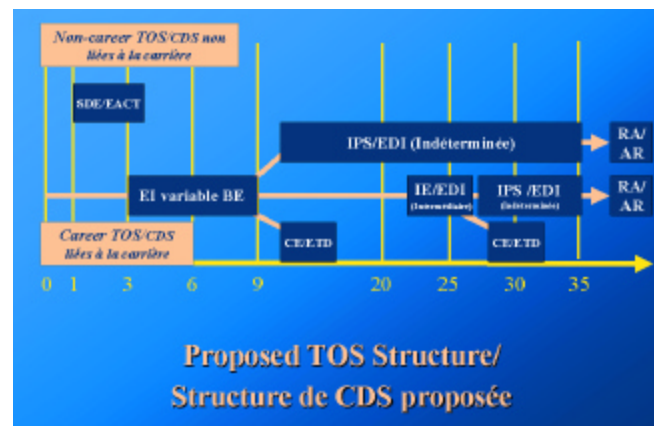 Non-career TOS/CDS non
liées à la carrière
SDE/EACT
IPS/EDI (Indéterminée)
RA/
AR
EI variable BE
IE/EDI
(Intermédiaire)
IPS /EDI
(Indéterminée)
RA/
AR
Career TOS/CDS
liées à la carrière
CE/ETD
CE/ETD
0 1 3 6 9 20 25 30 35
Proposed TOS Structure/
Structure de CDS proposée